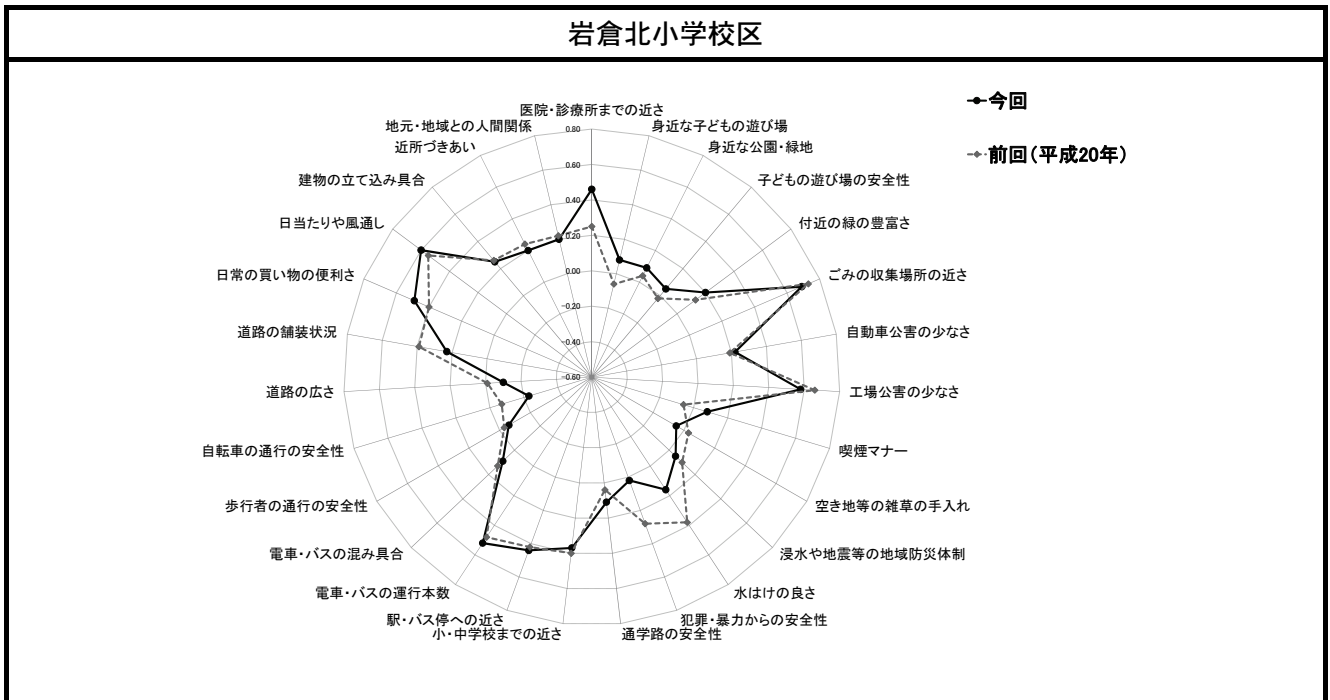 岩倉北小学校区
今回
前回（平成20年）
医院・診療所までの近さ
身近な子どもの遊び場
身近な公園・緑地
子どもの遊び場の安全性
付近の緑の豊富さ
ごみの収集場所の近さ
自動車公害の少なさ
工場公害の少なさ
喫煙マナー
空き地等の雑草の手入れ
浸水や地震等の地域防災体制
水はけの良さ
犯罪・暴力からの安全性
通学路の安全性
小・中学校までの近さ
駅・バス停への近さ
電車・バスの運行本数
電車・バスの混み具合
歩行者の通行の安全性
自転車の通行の安全性
道路の広さ
道路の舗装状況
日常の買い物の便利さ
日当たりや風通し
建物の立て込み具合
近所づきあい
地元・地域との人間関係
0.80
0.60
0.40
0.20
0.00
-0.20
-0.40
-0.60